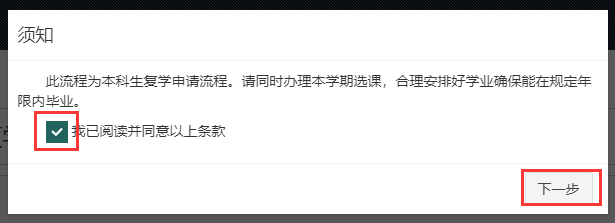 须知
此流程为本科生复学申请流程。请同时办理本学期选课，合理安排好学业确保能在规定年
限内毕业。
我已阅读并同意以上条款
下一步